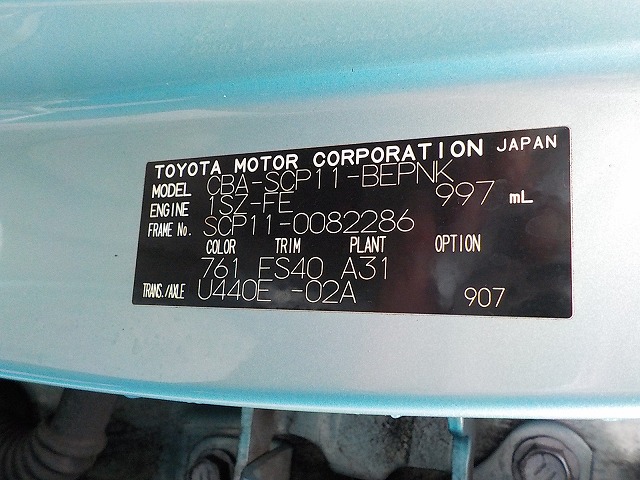 TOYOTA MOTOR CORPORATION JAPAN
MODEL CBA-SCP11-BEPNK
ENGINE 1SZ-FE 997 mL
FRAME No. SCP11-0082286
COLOR TRIM PLANT OPTION
761 FS40 A31
TRANS./AXLE U440E -02A 907